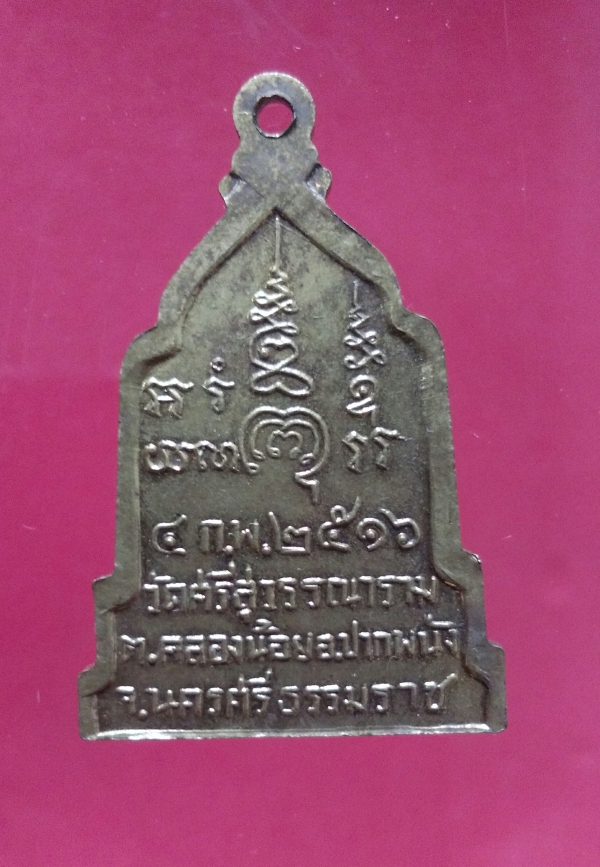 ๔ ก.พ.๒๕๑๖
วัดศรีสุวรรณาราม
ต.คลองน้อยอ.ปากพนัง
จ.นครศรีธรรมราช